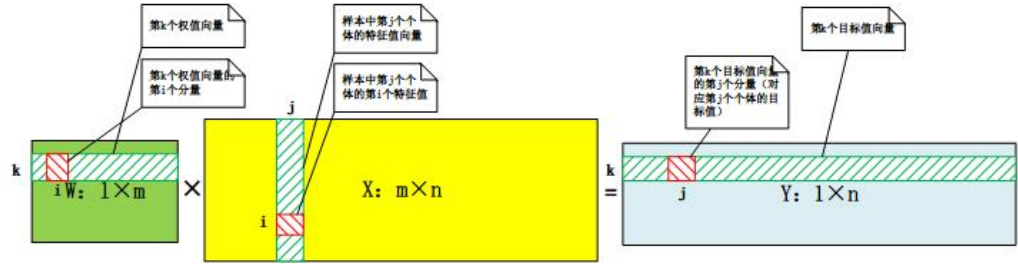 第k个权值向量
第k个权值向量的
第i个分量
样本中第j个个
体的特征值向量
样本中第j个个
体的第i个特征值
第k个目标值向量
第k个目标值向量
的第j个分量（对
应第j个个体的目
标值）
j
k
i
W: l×m
×
i
X: m×n
=
k
j
Y: l×n